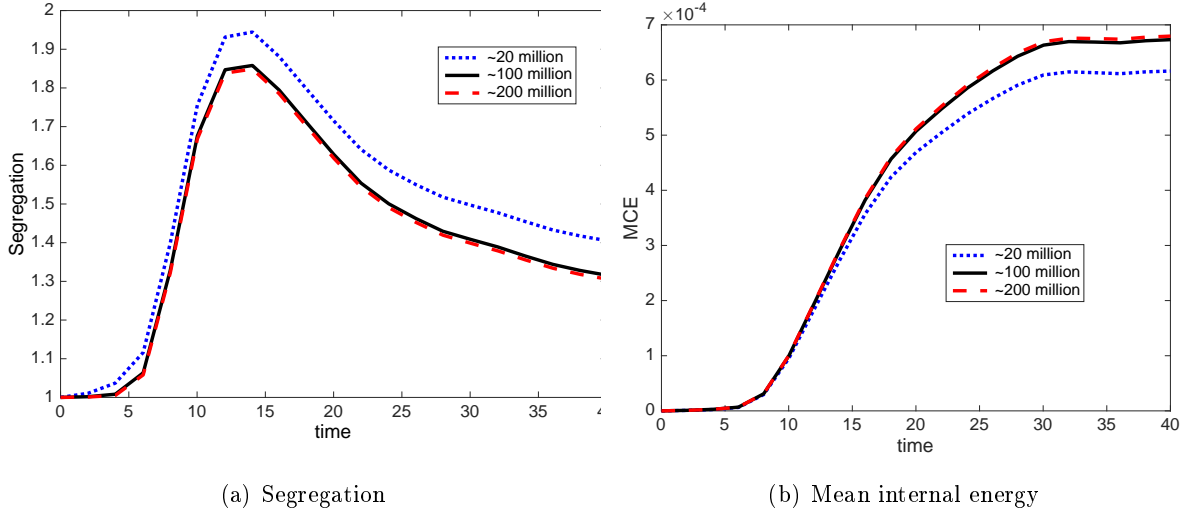 2
1.9
1.8
1.7
1.6
1.5
1.4
1.3
1.2
1.1
1
Segregation
~20 million
~100 million
~200 million
0 5 10 15 20 25 30 35 4
time
(a) Segregation
×10⁻⁴
7
6
5
4
3
2
1
0
MCE
~20 million
~100 million
~200 million
0 5 10 15 20 25 30 35 40
time
(b) Mean internal energy